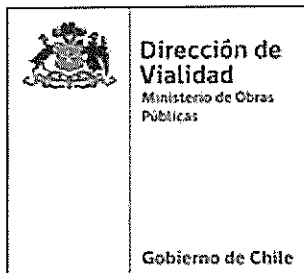 Dirección de
Vialidad
Ministerio de Obras
Públicas
Gobierno de Chile